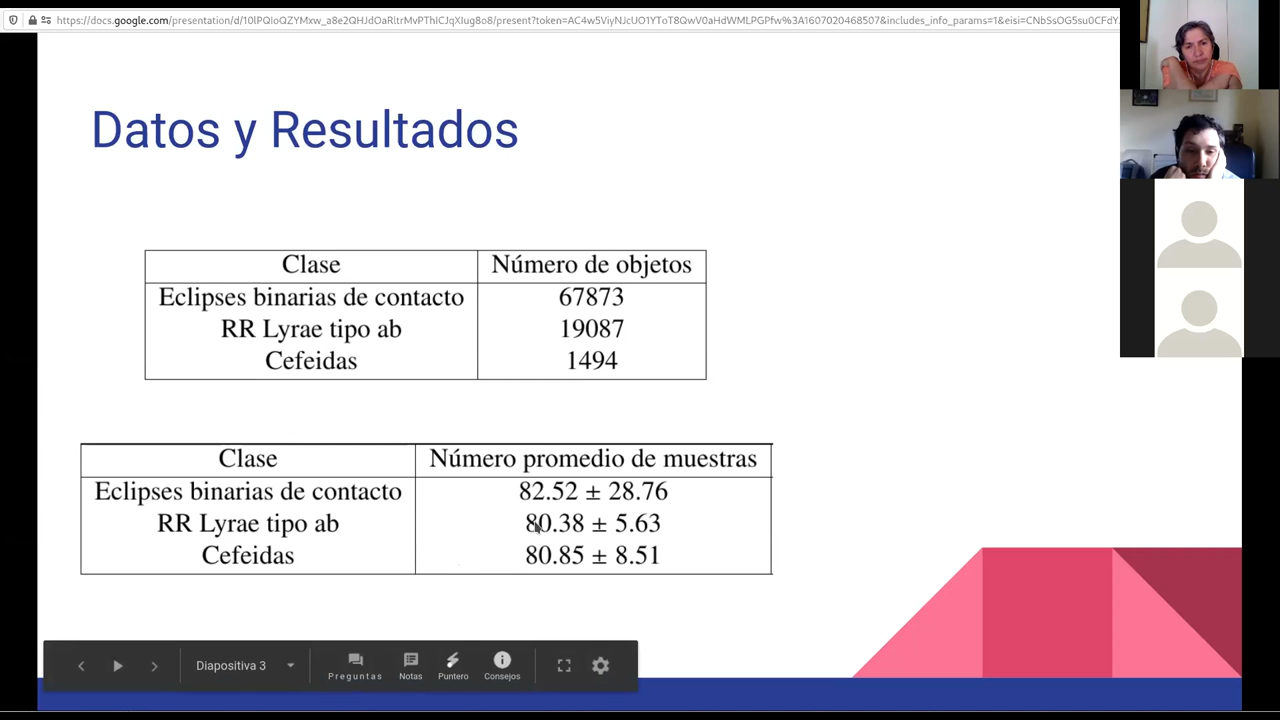 https://docs.google.com/presentation/d/10lPQIoQZYMxw_a8e2QHJdOaRltrMvPThICJqXIug8o8/present?token=AC4w5ViyNJcUO1YToT8QwV0aHdWMLPGPfw%3A1607020468507&includes_info_params=1&eisi=CNbSsOG5su0CFdY
Datos y Resultados
Clase Número de objetos
Eclipses binarias de contacto 67873
RR Lyrae tipo ab 19087
Cefeidas 1494
Clase Número promedio de muestras
Eclipses binarias de contacto 82.52 ± 28.76
RR Lyrae tipo ab 80.38 ± 5.63
Cefeidas 80.85 ± 8.51
Diapositiva 3
Preguntas Notas Puntero Consejos